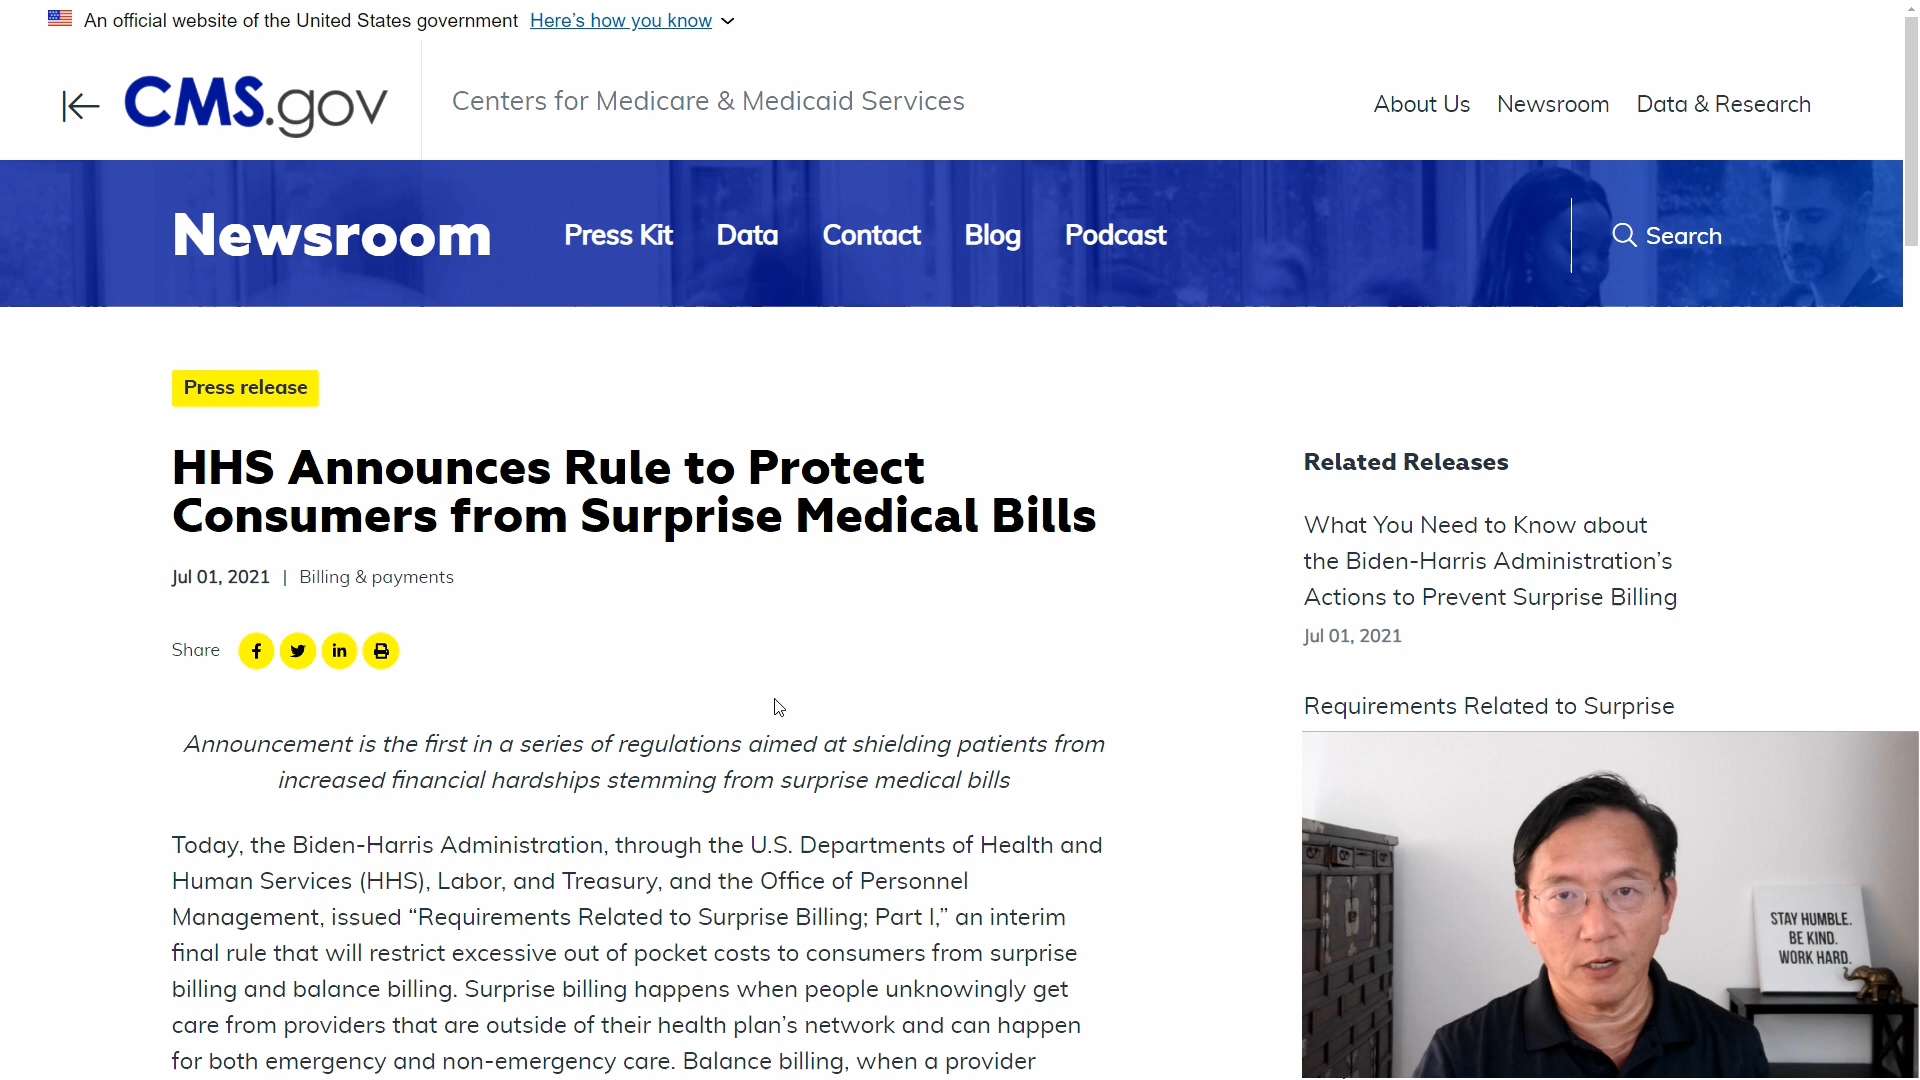 An official website of the United States government Here's how you know
CMS.gov
Centers for Medicare & Medicaid Services
About Us Newsroom Data & Research
Newsroom Press Kit Data Contact Blog Podcast Search
Press release
HHS Announces Rule to Protect
Consumers from Surprise Medical Bills
Jul 01, 2021 | Billing & payments
Share
Announcement is the first in a series of regulations aimed at shielding patients from
increased financial hardships stemming from surprise medical bills
Today, the Biden-Harris Administration, through the U.S. Departments of Health and
Human Services (HHS), Labor, and Treasury, and the Office of Personnel
Management, issued “Requirements Related to Surprise Billing; Part I,” an interim
final rule that will restrict excessive out of pocket costs to consumers from surprise
billing and balance billing. Surprise billing happens when people unknowingly get
care from providers that are outside of their health plan’s network and can happen
for both emergency and non-emergency care. Balance billing, when a provider
Related Releases
What You Need to Know about
the Biden-Harris Administration’s
Actions to Prevent Surprise Billing
Jul 01, 2021
Requirements Related to Surprise
STAY HUMBLE.
BE KIND.
WORK HARD.